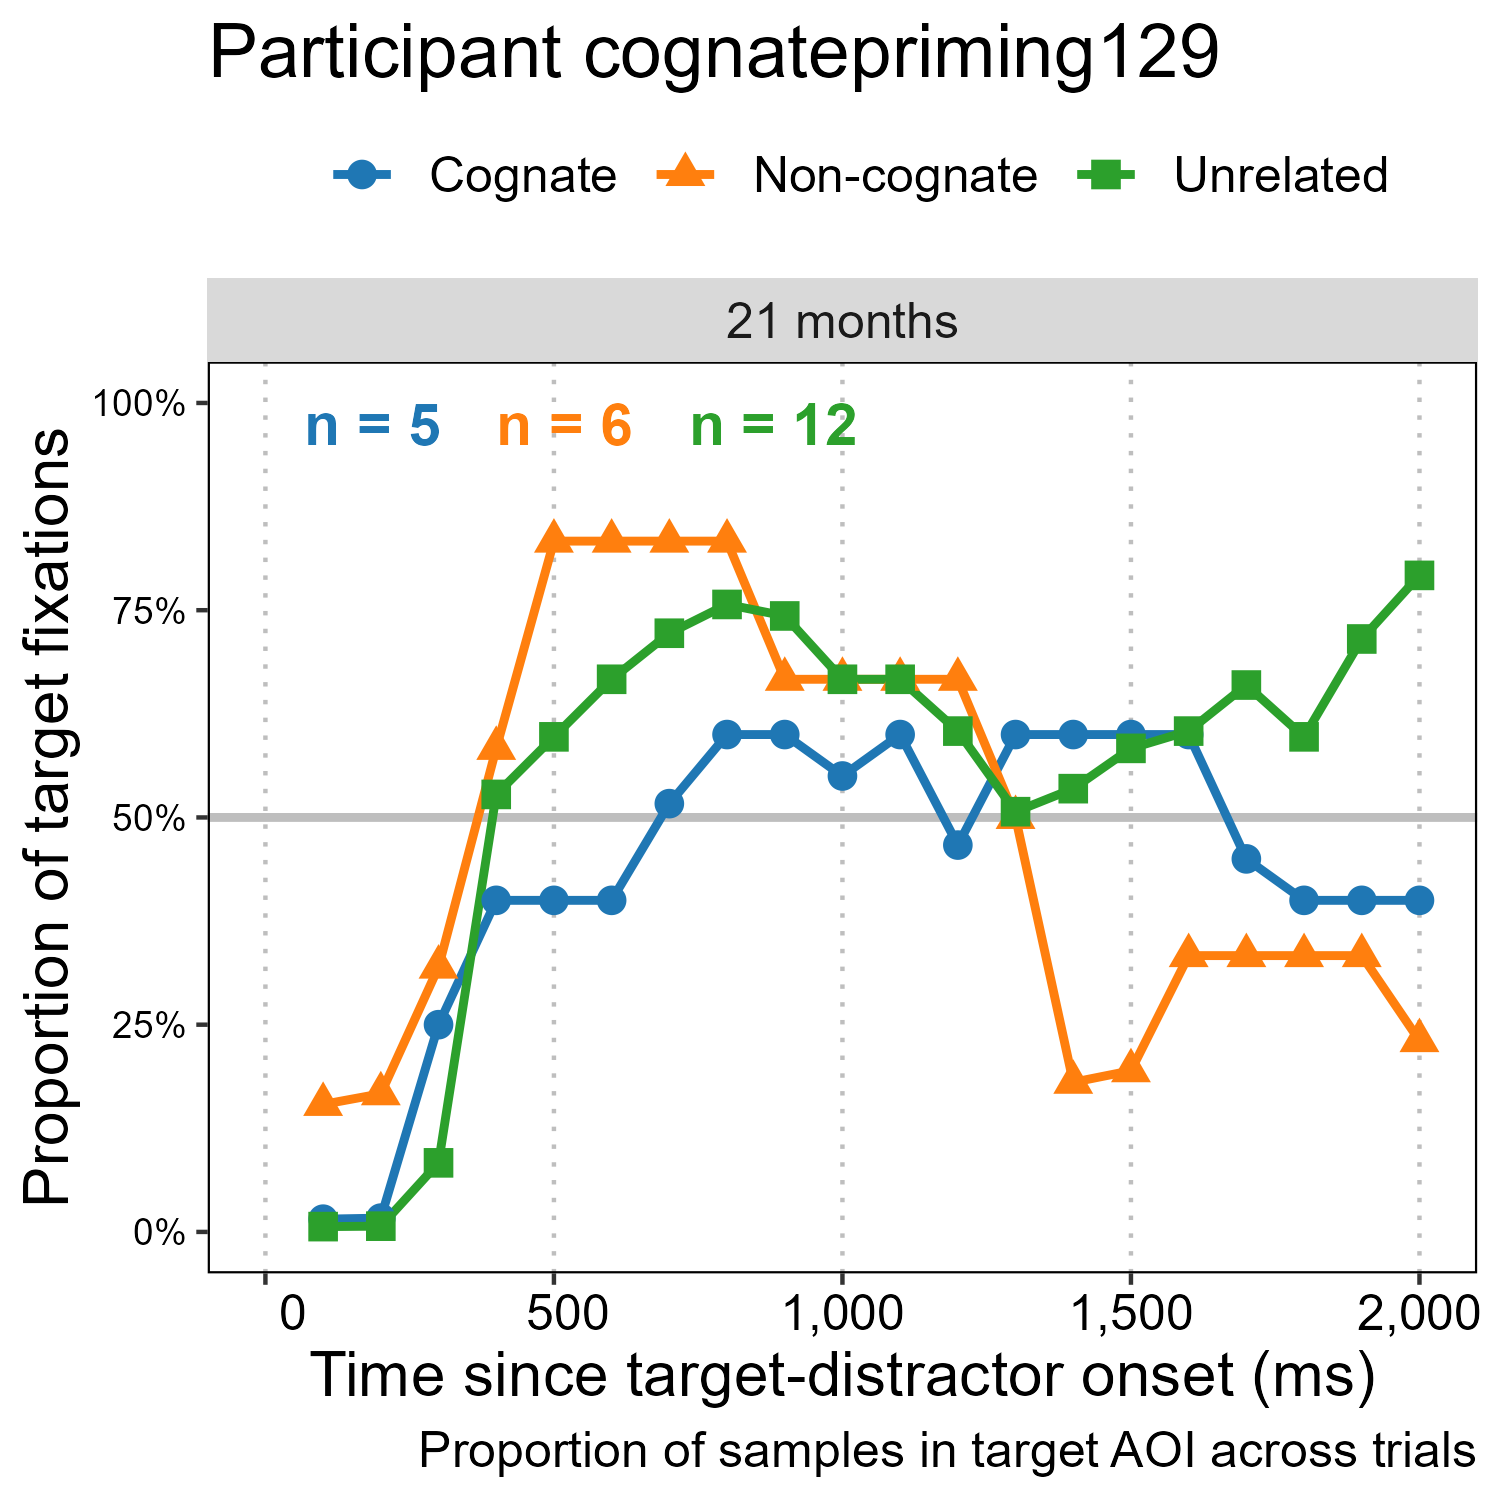 Participant cognatepriming129
Cognate Non-cognate Unrelated
21 months
n = 5 n = 6 n = 12
100%
75%
50%
25%
0%
Proportion of target fixations
0 500 1,000 1,500 2,000
Time since target-distractor onset (ms)
Proportion of samples in target AOI across trials